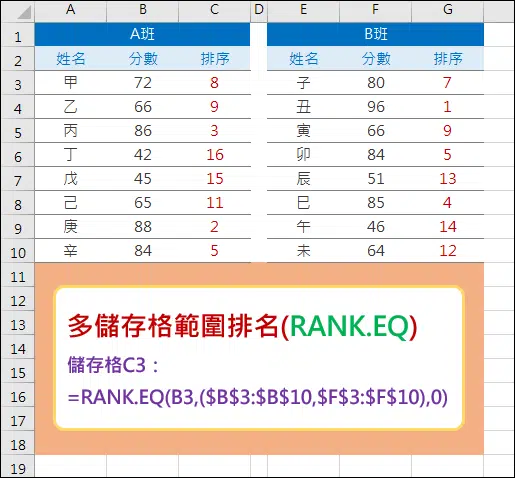 A B C D E F G
1 A班 B班
2 姓名 分數 排序 姓名 分數 排序
3 甲 72 8 子 80 7
4 乙 66 9 丑 96 1
5 丙 86 3 寅 66 9
6 丁 42 16 卯 84 5
7 戊 45 15 辰 51 13
8 己 65 11 巳 85 4
9 庚 88 2 午 46 14
10 辛 84 5 未 64 12
11
12
13 多儲存格範圍排名(RANK.EQ)
14
15 儲存格C3：
16 =RANK.EQ(B3,($B$3:$B$10,$F$3:$F$10),0)
17
18
19